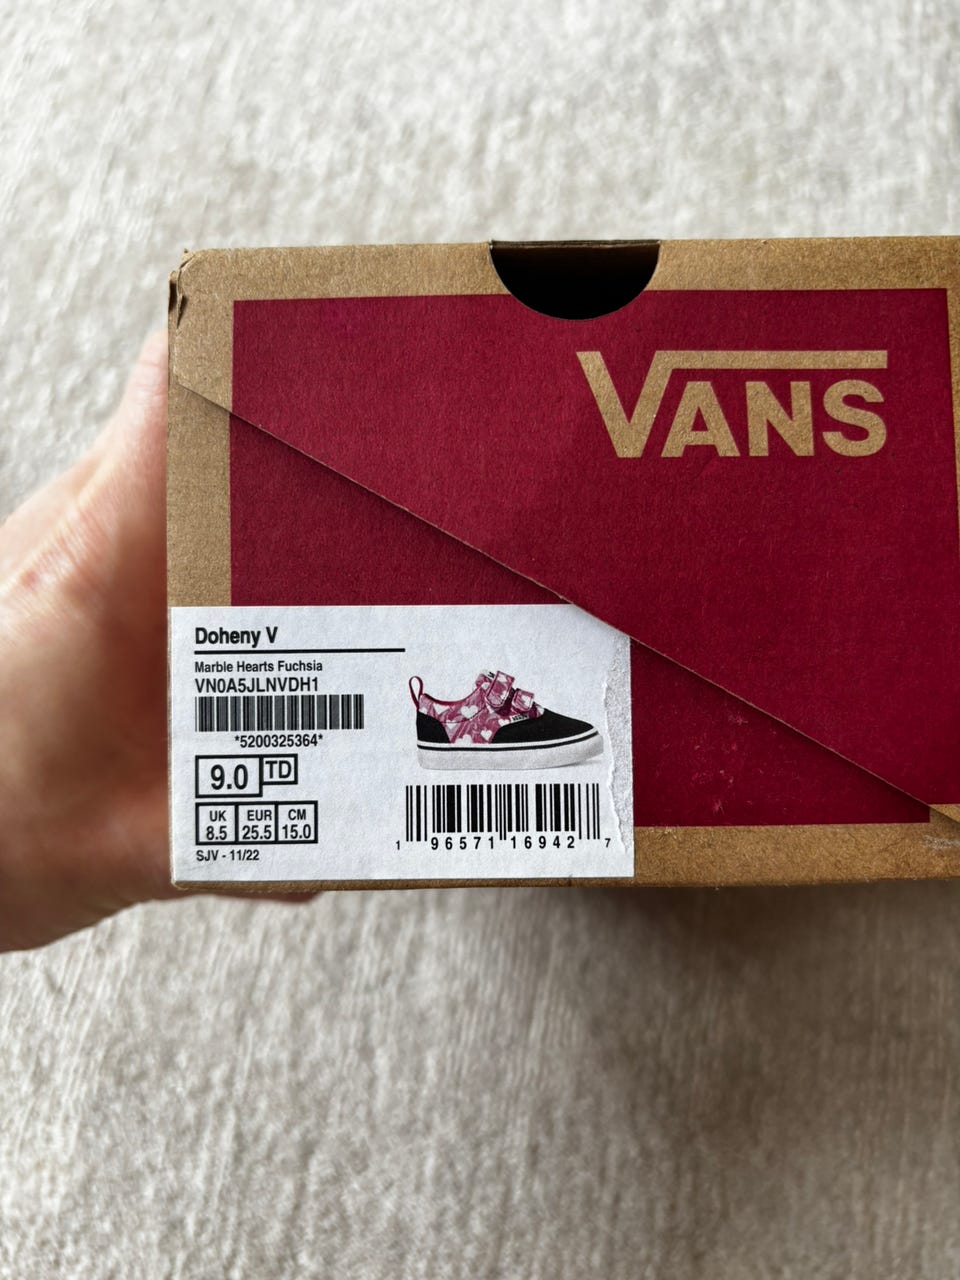 VANS
Doheny V
Marble Hearts Fuchsia
VN0A5JLNVDH1
*5200325364*
9.0 TD
UK EUR CM
8.5 25.5 15.0
SJV - 11/22
1 96571 16942 7